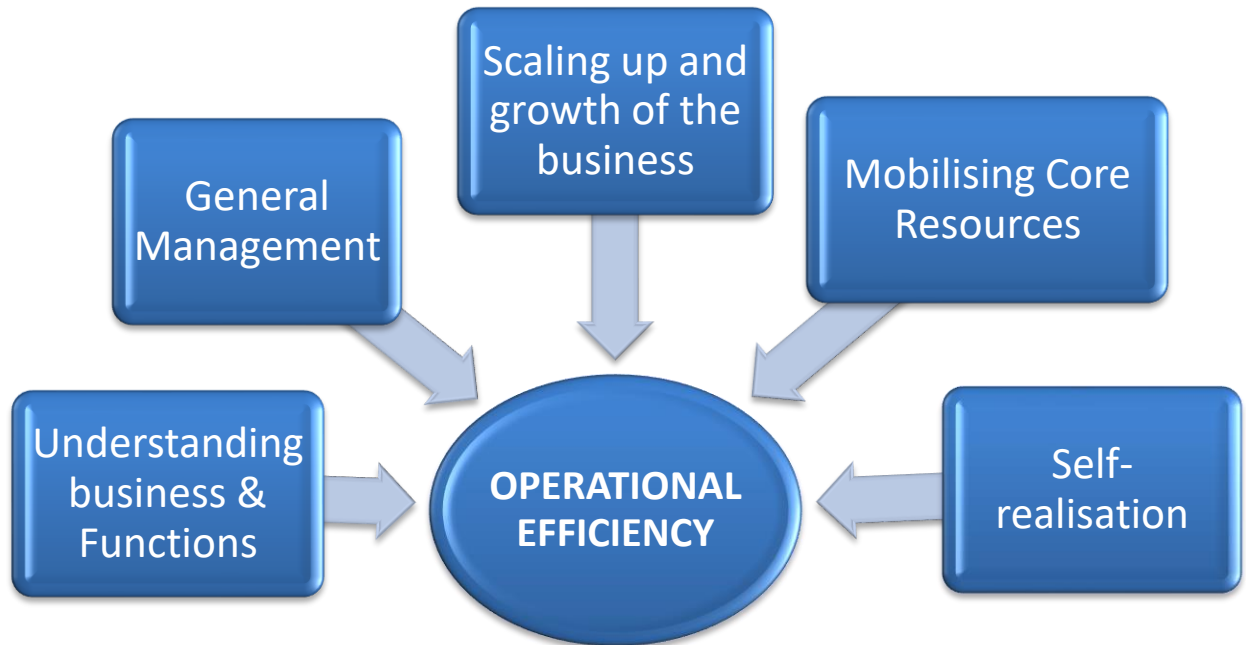 Scaling up and
growth of the
business
General
Management
Mobilising Core
Resources
Understanding
business &
Functions
OPERATIONAL
EFFICIENCY
Self-
realisation